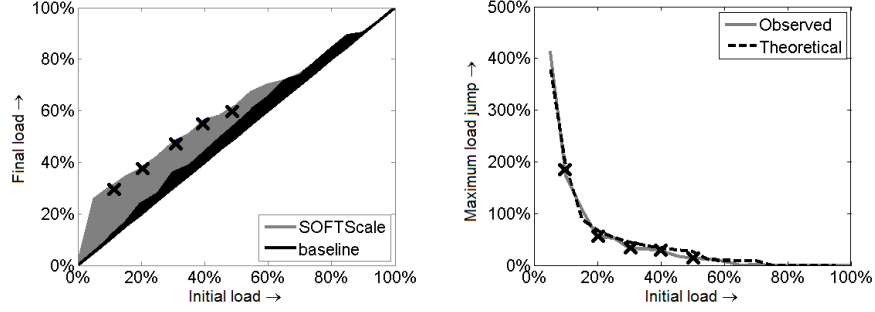 100%
80%
60%
40%
20%
0%
Final load →
0% 20% 40% 60% 80% 100%
Initial load →
SOFTScale
baseline
500%
400%
300%
200%
100%
0%
Maximum load jump →
0% 20% 40% 60% 80% 100%
Initial load →
Observed
Theoretical